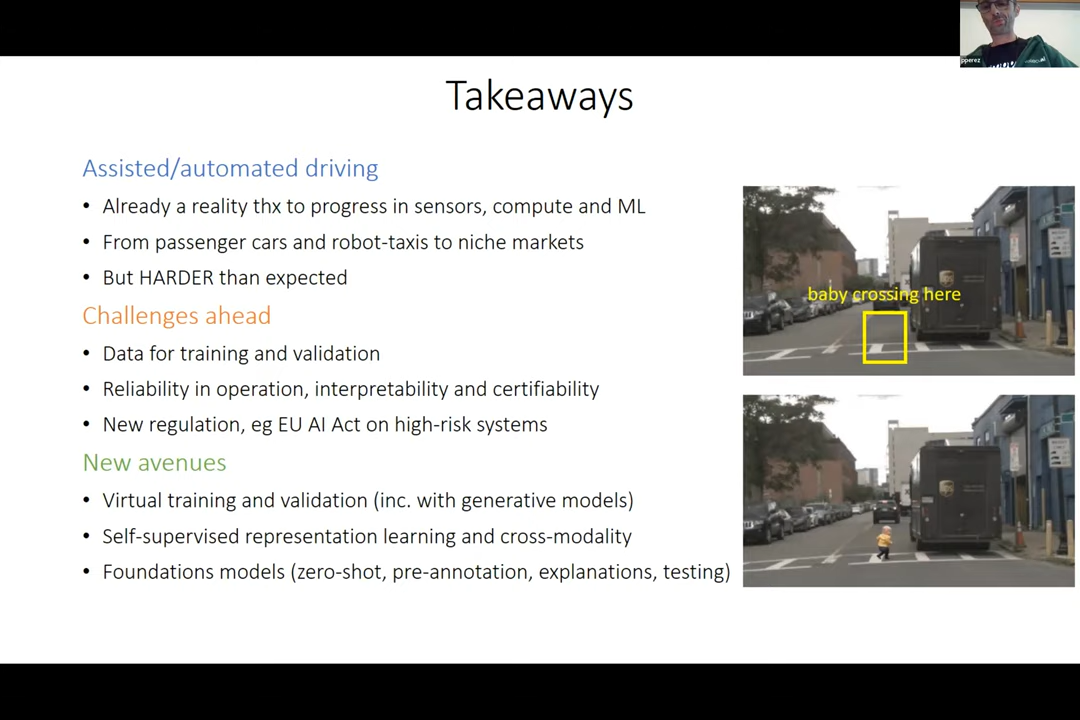 pperez
Takeaways
Assisted/automated driving
• Already a reality thx to progress in sensors, compute and ML
• From passenger cars and robot-taxis to niche markets
• But HARDER than expected
Challenges ahead
• Data for training and validation
• Reliability in operation, interpretability and certifiability
• New regulation, eg EU AI Act on high-risk systems
New avenues
• Virtual training and validation (inc. with generative models)
• Self-supervised representation learning and cross-modality
• Foundations models (zero-shot, pre-annotation, explanations, testing)
baby crossing here